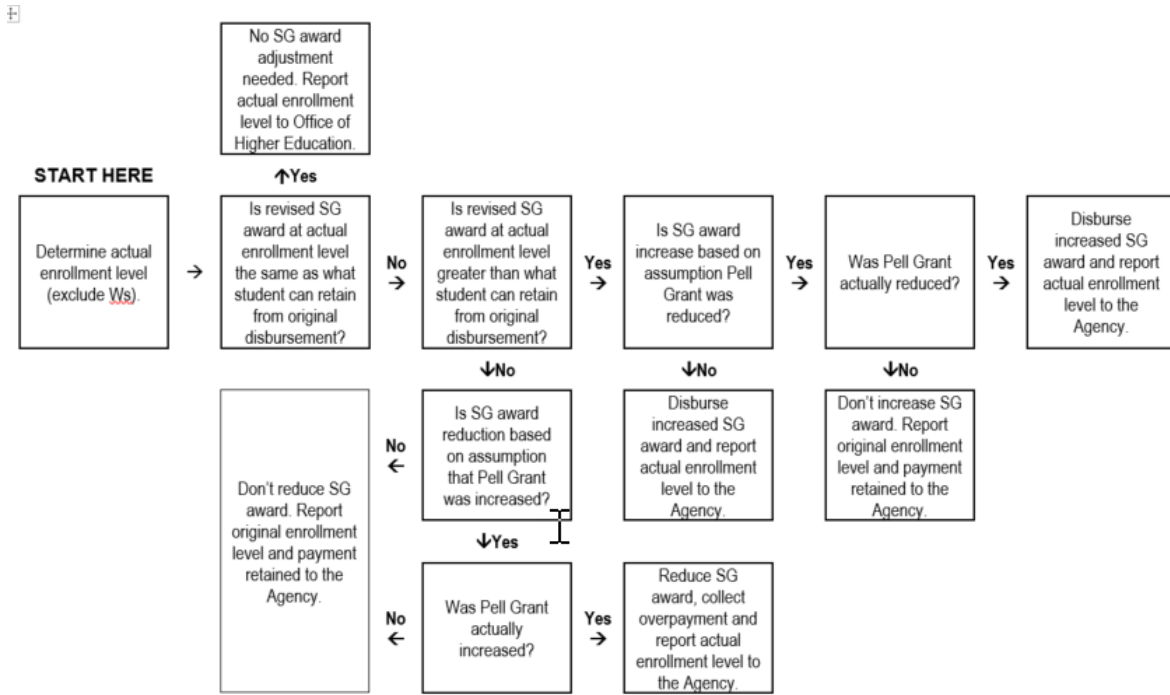 No SG award
adjustment
needed. Report
actual enrollment
level to Office of
Higher Education.
START HERE
↑Yes
Determine actual
enrollment level
(exclude Ws).
→
Is revised SG
award at actual
enrollment level
the same as what
student can retain
from original
disbursement?
No
→
Is revised SG
award at actual
enrollment level
greater than what
student can retain
from original
disbursement?
Yes
→
Is SG award
increase based on
assumption Pell
Grant was
reduced?
Yes
→
Was Pell Grant
actually reduced?
Yes
→
Disburse
increased SG
award and report
actual enrollment
level to the
Agency.
↓No
↓No
↓No
Don't reduce SG
award. Report
original enrollment
level and payment
retained to the
Agency.
No
←
Is SG award
reduction based
on assumption
that Pell Grant
was increased?
Disburse
increased SG
award and report
actual enrollment
level to the
Agency.
Don't increase SG
award. Report
original enrollment
level and payment
retained to the
Agency.
↓Yes
No
←
Was Pell Grant
actually
increased?
Yes
→
Reduce SG
award, collect
overpayment and
report actual
enrollment level to
the Agency.